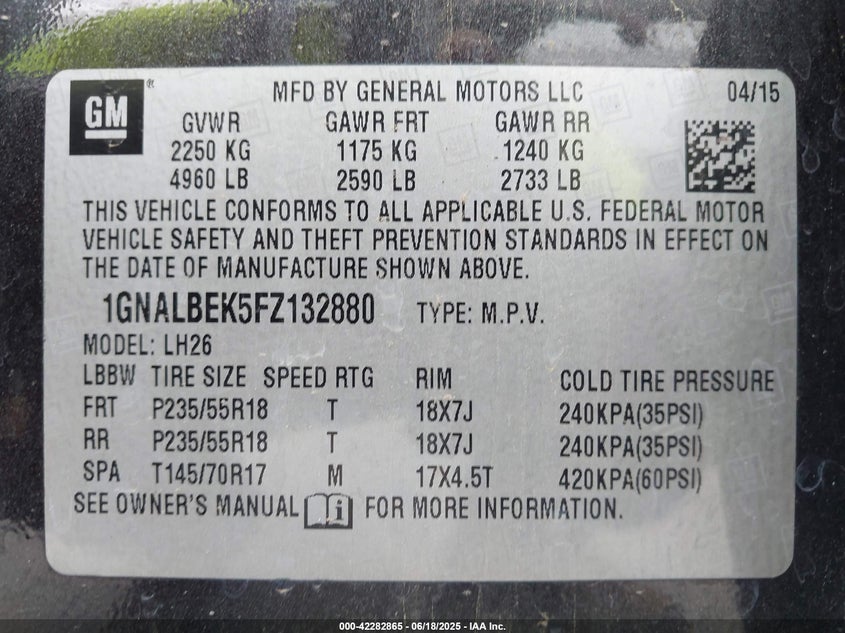 GM ® MFD BY GENERAL MOTORS LLC 04/15
GVWR GAWR FRT GAWR RR
2250 KG 1175 KG 1240 KG
4960 LB 2590 LB 2733 LB
THIS VEHICLE CONFORMS TO ALL APPLICABLE U.S. FEDERAL MOTOR
VEHICLE SAFETY AND THEFT PREVENTION STANDARDS IN EFFECT ON
THE DATE OF MANUFACTURE SHOWN ABOVE.
1GNALBEK5FZ132880 TYPE: M.P.V.
MODEL: LH26
LBBW TIRE SIZE SPEED RTG RIM COLD TIRE PRESSURE
FRT P235/55R18 T 18X7J 240KPA(35PSI)
RR P235/55R18 T 18X7J 240KPA(35PSI)
SPA T145/70R17 M 17X4.5T 420KPA(60PSI)
SEE OWNER'S MANUAL i FOR MORE INFORMATION.
000-42282865 - 06/18/2025 - IAA Inc.